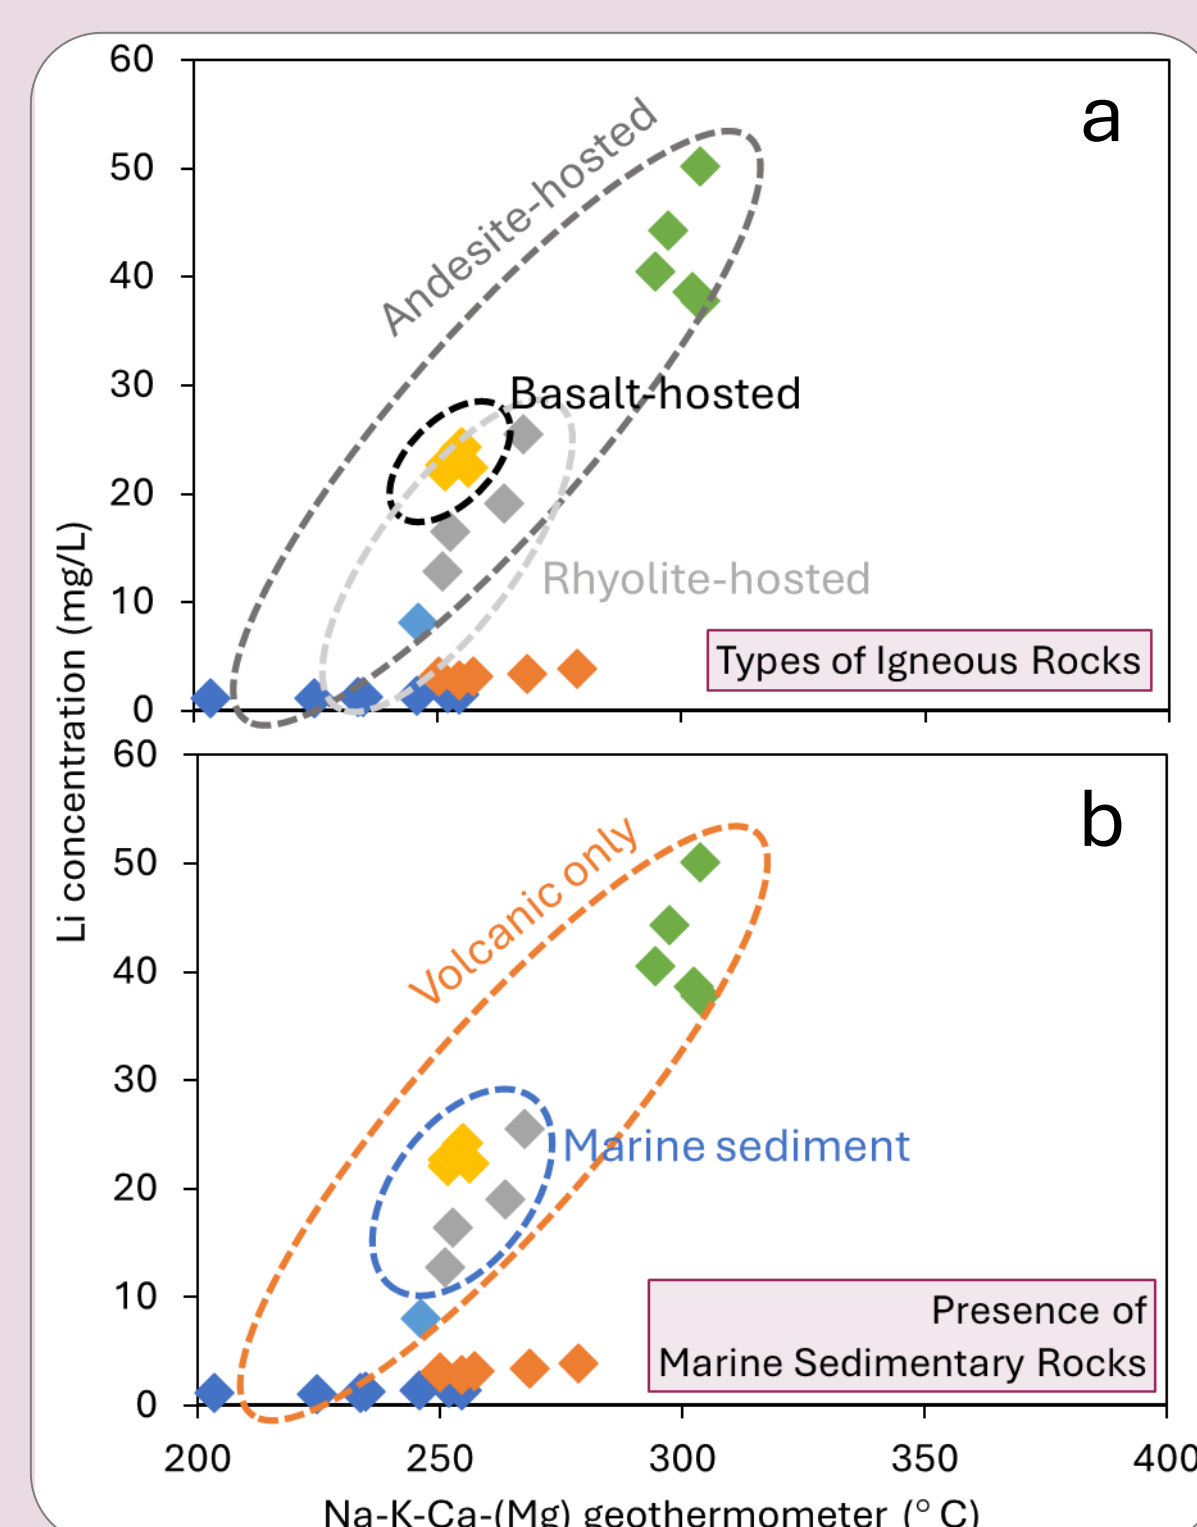 60
a
50
40
30
20
10
0
Andesite-hosted
Basalt-hosted
Rhyolite-hosted
Types of Igneous Rocks
Li concentration (mg/L)
60
b
50
40
30
20
10
0
Volcanic only
Marine sediment
Presence of
Marine Sedimentary Rocks
200 250 300 350 400
Na-K-Ca-(Mg) geothermometer (° C)